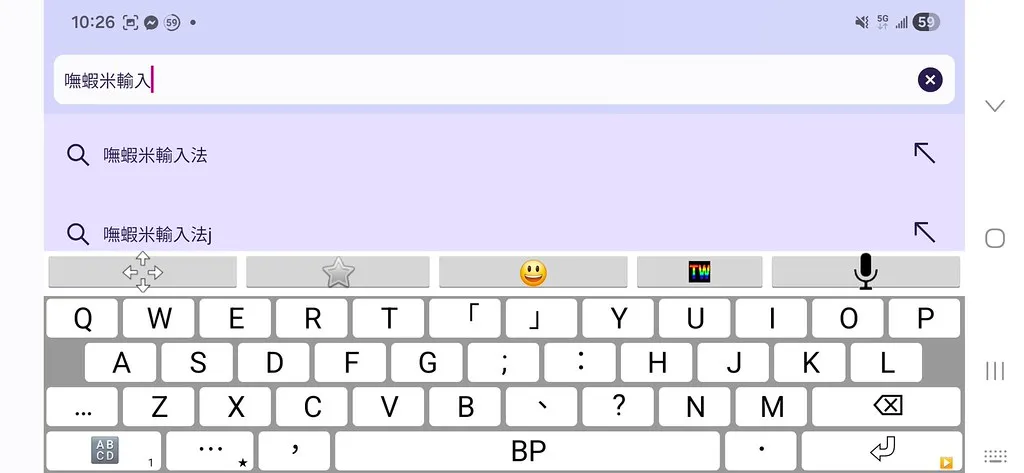 10:26 59 • 5G 59
嘸蝦米輸入
嘸蝦米輸入法
嘸蝦米輸入法j
TW
Q W E R T 「 」 Y U I O P
A S D F G ; : H J K L
... Z X C V B 、 ? N M
ABCD 1 … ★ , BP ·